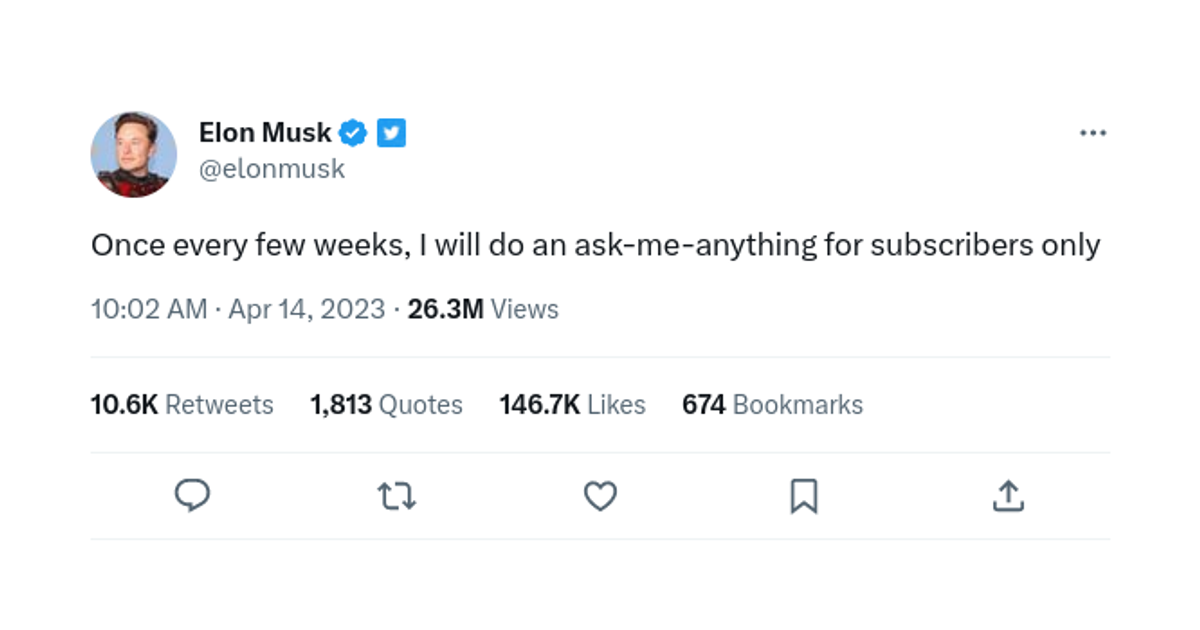 Elon Musk
@elonmusk
Once every few weeks, I will do an ask-me-anything for subscribers only
10:02 AM · Apr 14, 2023 · 26.3M Views
10.6K Retweets 1,813 Quotes 146.7K Likes 674 Bookmarks